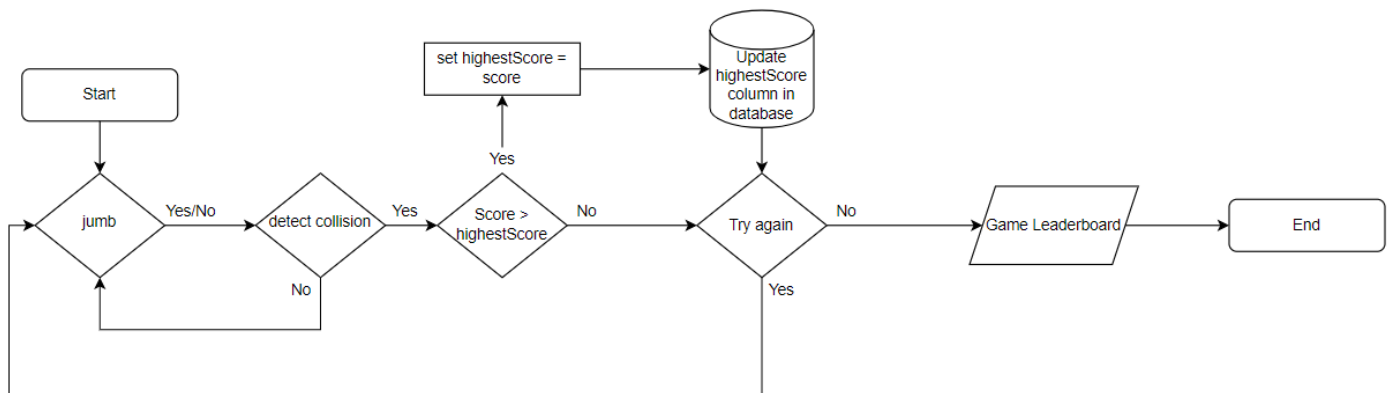 Start
jumb
Yes/No
detect collision
No
Yes
Score >
highestScore
Yes
set highestScore =
score
Update
highestScore
column in
database
No
Try again
Yes
No
Game Leaderboard
End